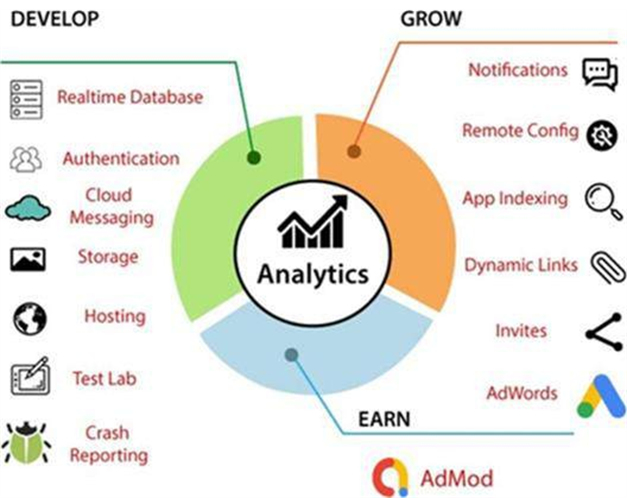 DEVELOP
Realtime Database
Authentication
Cloud
Messaging
Storage
Hosting
Test Lab
Crash
Reporting
Analytics
GROW
Notifications
Remote Config
App Indexing
Dynamic Links
Invites
AdWords
EARN
AdMod